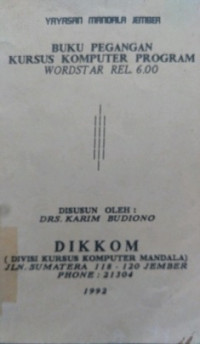 YAYASAN MANDALA JEMBER
BUKU PEGANGAN
KURSUS KOMPUTER PROGRAM
WORDSTAR REL. 6.00
DISUSUN OLEH :
DRS. KARIM BUDIONO
DIKKOM
( DIVISI KURSUS KOMPUTER MANDALA)
JLN. SUMATERA 118 - 120 JEMBER
PHONE : 21304
1992